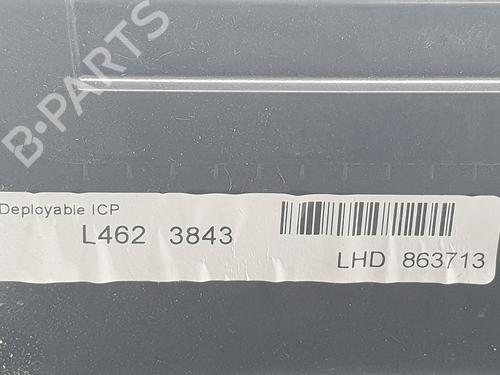 B-PARTS
Deployable ICP
L462 3843
LHD 863713